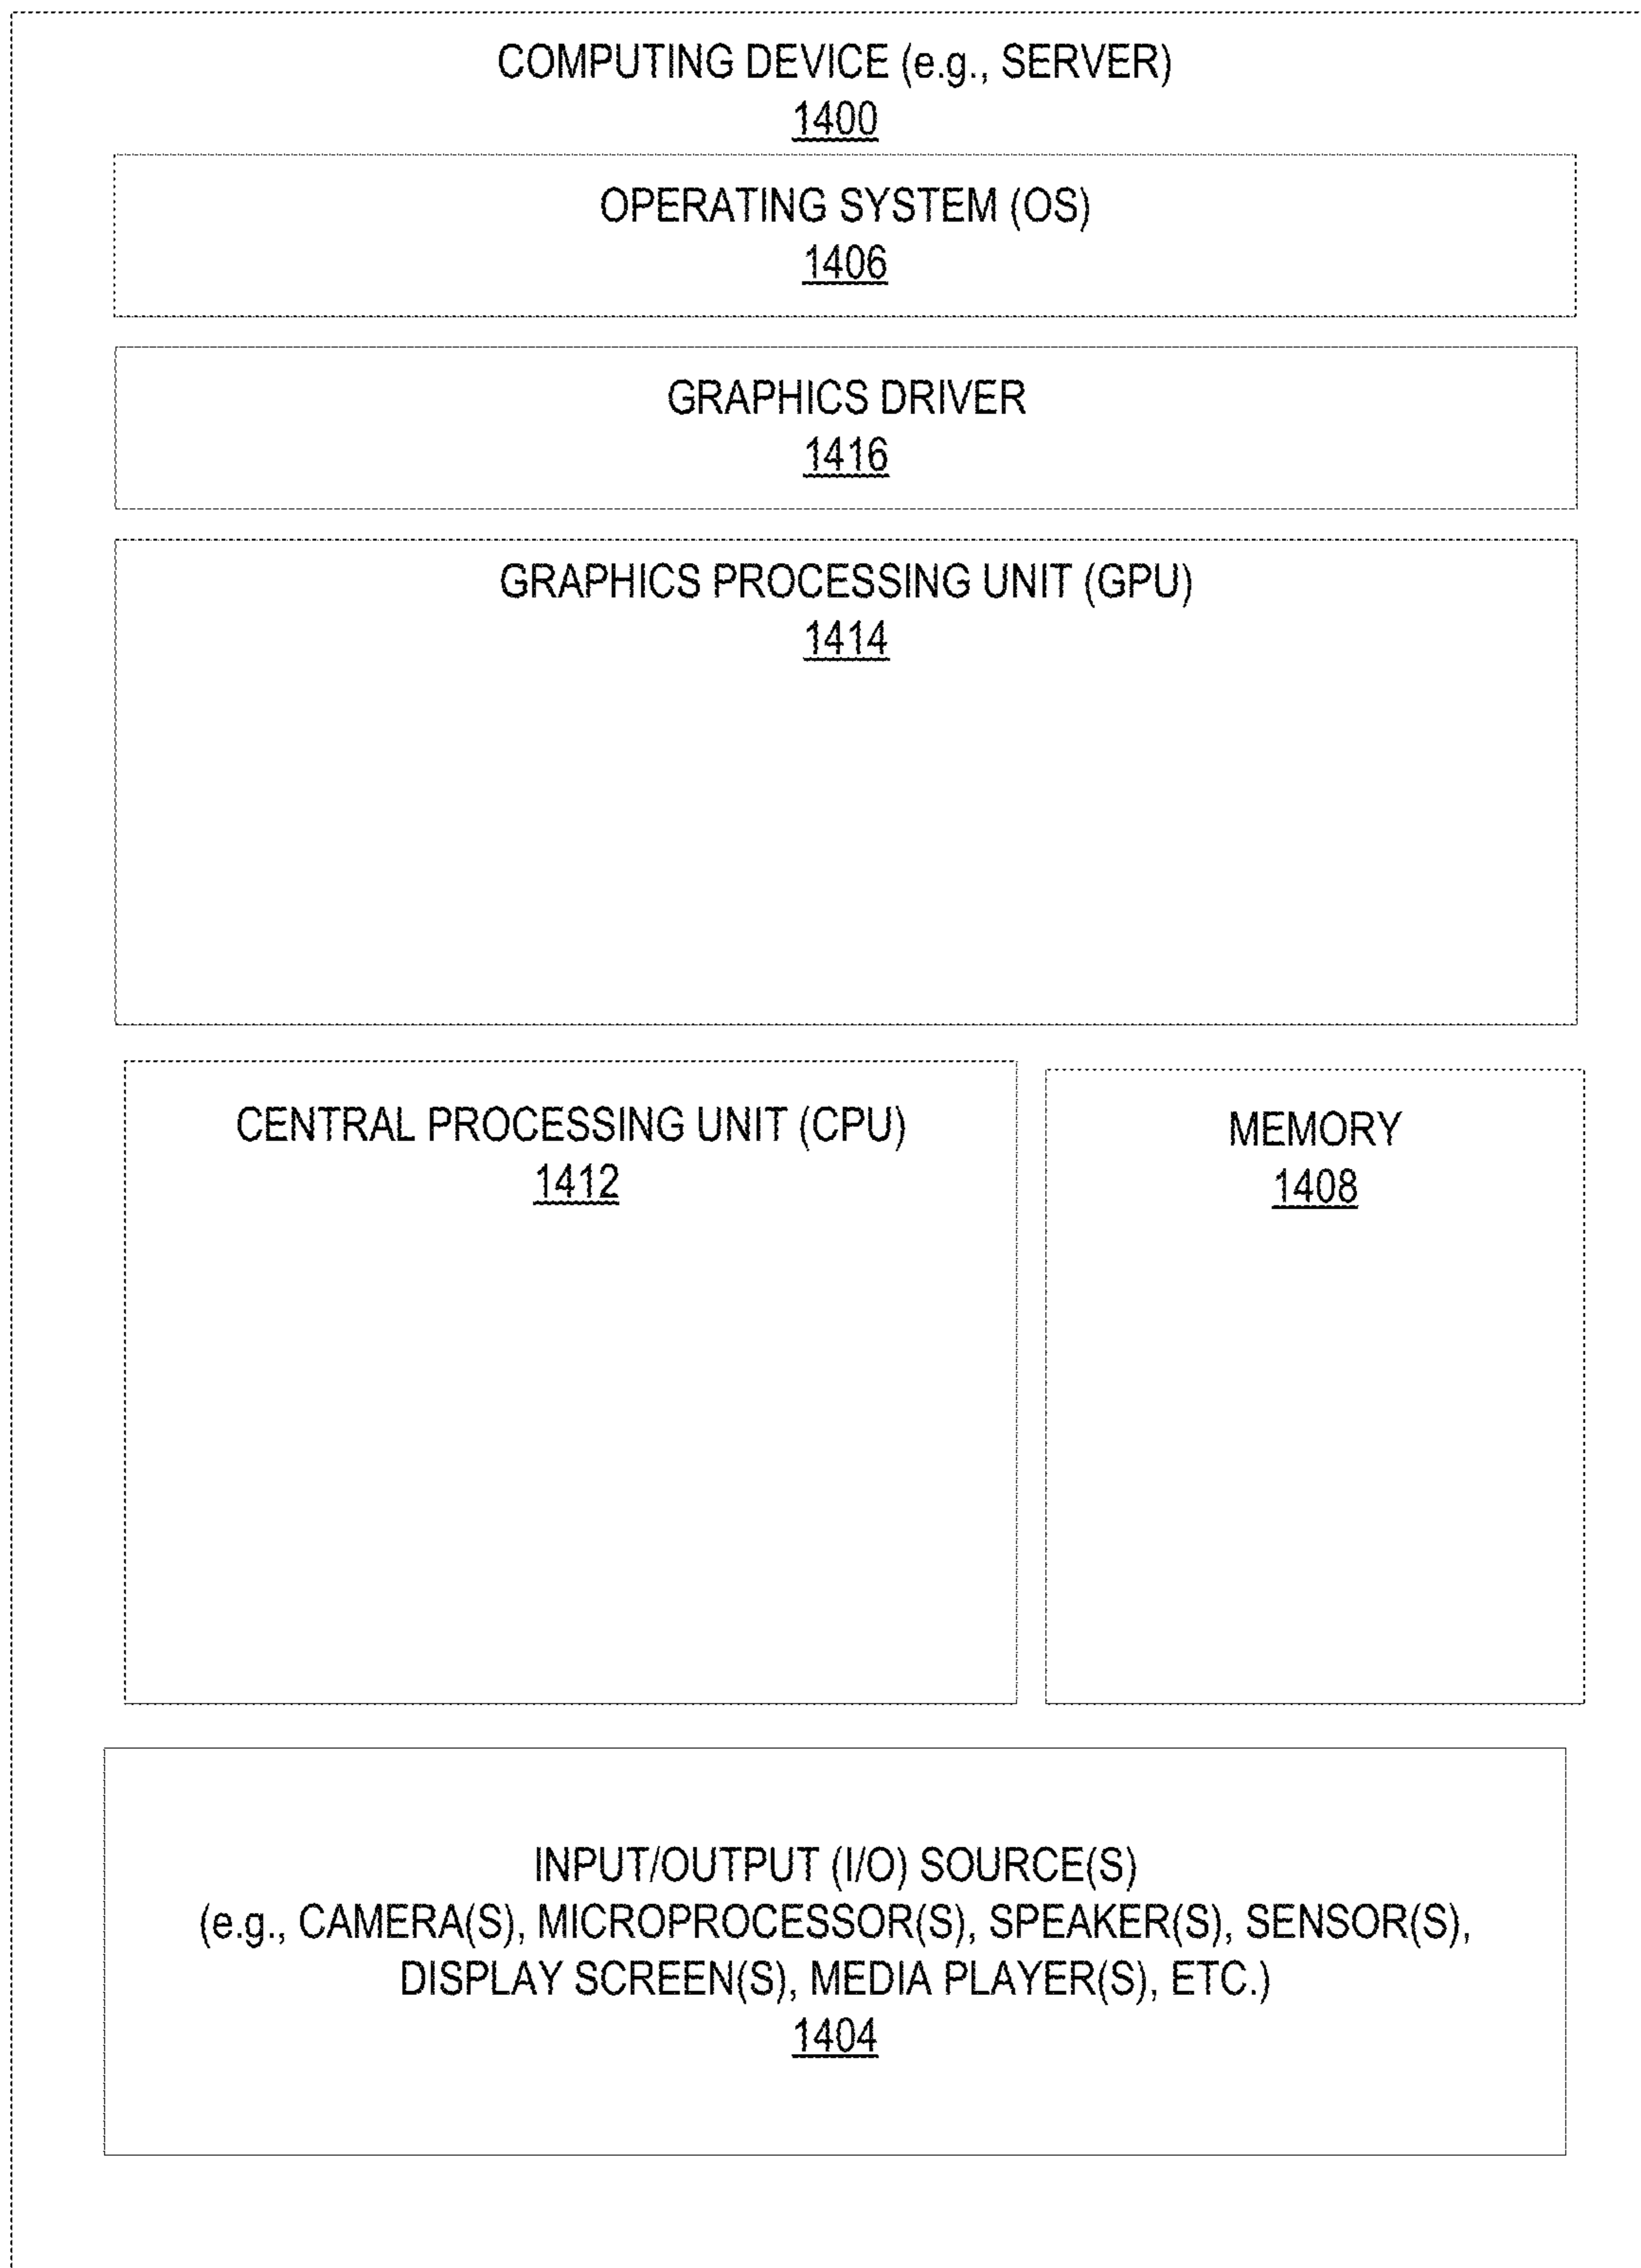 COMPUTING DEVICE (e.g., SERVER)
1400
OPERATING SYSTEM (OS)
1406
GRAPHICS DRIVER
1416
GRAPHICS PROCESSING UNIT (GPU)
1414
CENTRAL PROCESSING UNIT (CPU)
1412
MEMORY
1408
INPUT/OUTPUT (I/O) SOURCE(S)
(e.g., CAMERA(S), MICROPROCESSOR(S), SPEAKER(S), SENSOR(S),
DISPLAY SCREEN(S), MEDIA PLAYER(S), ETC.)
1404